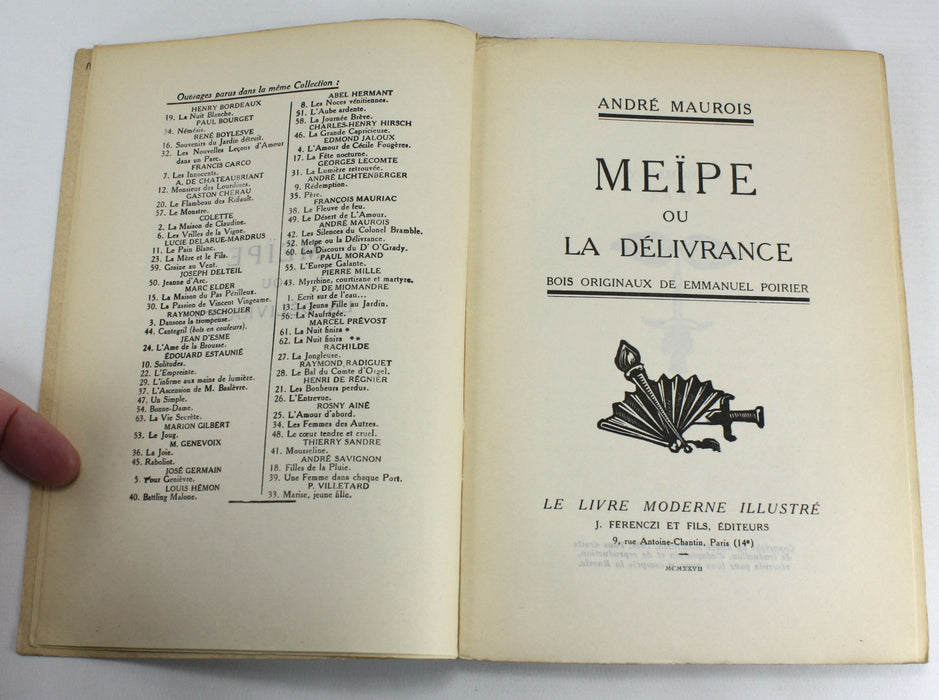 Ouvrages parus dans la même Collection :
HENRY BORDEAUX
19. La Nuit Blanche.
PAUL BOURGET
14. Némésis.
RENÉ BOYLESVE
16. Souvenirs du Jardin détruit.
32. Les Nouvelles Leçons d'Amour
dans un Parc.
FRANCIS CARCO
7. Les Innocents.
A. DE CHATEAUBRIANT
12. Monsieur des Lourdines.
GASTON CHÉRAU
20. Le Flambeau des Riffault.
57. Le Monstre.
COLETTE
2. La Maison de Claudine.
6. Les Vrilles de la Vigne.
LUCIE DELARUE-MARDRUS
11. Le Pain Blanc.
23. La Mère et le Fils.
59. Graine au Vent.
JOSEPH DELTEIL
50. Jeanne d'Arc.
MARC ELDER
15. La Maison du Pas Périlleux.
30. La Passion de Vincent Vingeame.
RAYMOND ESCHOLIER
3. Dansons la trompeuse.
44. Cantegril (bois en couleurs).
JEAN D'ESME
24. L'Ame de la Brousse.
ÉDOUARD ESTAUNIÉ
10. Solitudes.
22. L'Empreinte.
29. L'infirme aux mains de lumière.
37. L'Ascension de M. Baslèvre.
47. Un Simple.
54. Bonne-Dame.
63. La Vie Secrète.
MARION GILBERT
53. Le Joug.
M. GENEVOIX
36. La Joie.
45. Raboliot.
JOSÉ GERMAIN
5. Pour Genièvre.
LOUIS HÉMON
40. Battling Malone.
ABEL HERMANT
8. Les Noces vénitiennes.
51. L'Aube ardente.
58. La Journée Brève.
CHARLES-HENRY HIRSCH
46. La Grande Capricieuse.
EDMOND JALOUX
4. L'Amour de Cécile Fougères.
17. La Fête nocturne.
GEORGES LECOMTE
31. La Lumière retrouvée.
ANDRÉ LICHTENBERGER
9. Rédemption.
35. Père.
FRANÇOIS MAURIAC
38. Le Fleuve de feu.
49. Le Désert de L'Amour.
ANDRÉ MAUROIS
42. Les Silences du Colonel Bramble.
52. Meïpe ou la Délivrance.
60. Les Discours du Dr O'Grady.
PAUL MORAND
55. L'Europe Galante.
PIERRE MILLE
43. Myrrhine, courtisane et martyre.
F. DE MIOMANDRE
1. Ecrit sur de l'eau...
13. La Jeune Fille au Jardin.
56. La Naufragée.
MARCEL PRÉVOST
61. La Nuit finira *
62. La Nuit finira **
RACHILDE
27. La Jongleuse.
RAYMOND RADIGUET
28. Le Bal du Comte d'Orgel.
HENRI DE RÉGNIER
21. Les Bonheurs perdus.
26. L'Entrevue.
ROSNY AINÉ
25. L'Amour d'abord.
34. Les Femmes des Autres.
48. Le cœur tendre et cruel.
THIERRY SANDRE
41. Mousseline.
ANDRÉ SAVIGNON
18. Filles de la Pluie.
39. Une Femme dans chaque Port.
P. VILLETARD
33. Marise, jeune fille.
ANDRÉ MAUROIS
MEÏPE
OU
LA DÉLIVRANCE
BOIS ORIGINAUX DE EMMANUEL POIRIER
LE LIVRE MODERNE ILLUSTRÉ
J. FERENCZI ET FILS, ÉDITEURS
9, rue Antoine-Chantin, Paris (14e)
MCMXXVII